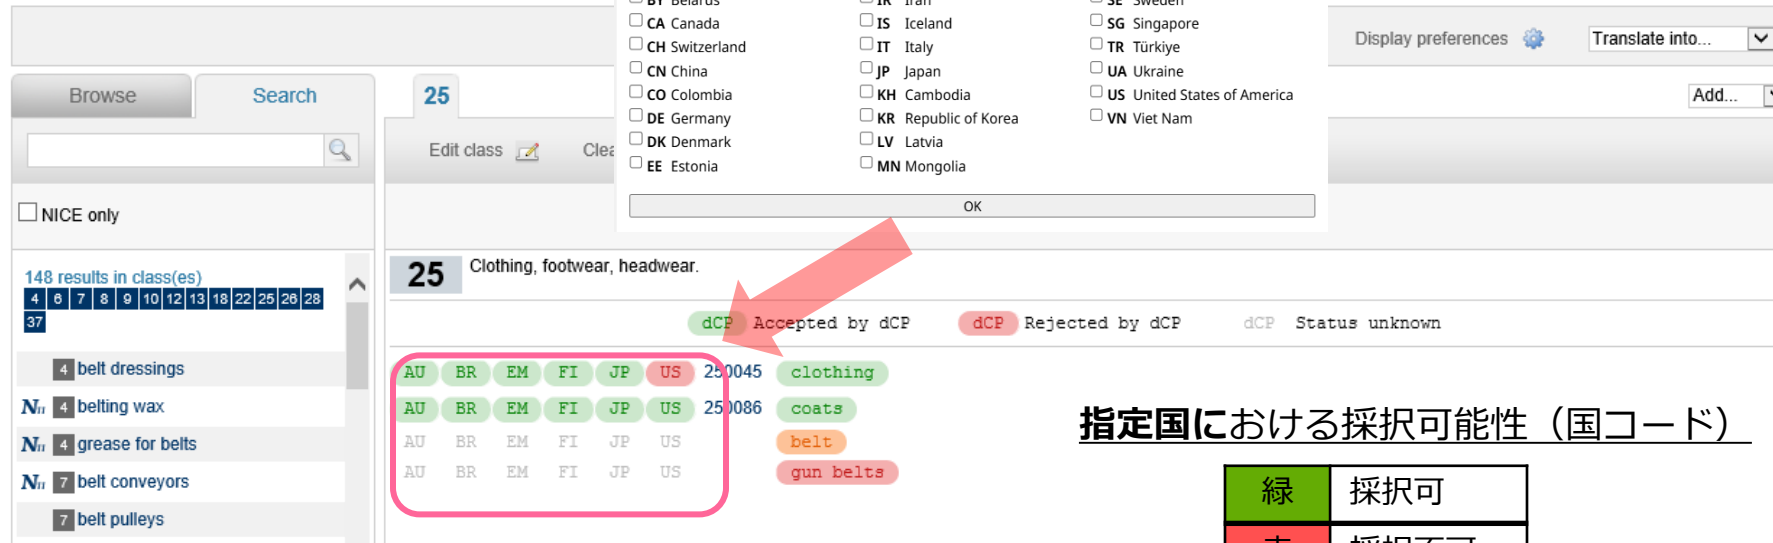 BY Belarus
IR Iran
SE Sweden
CA Canada
IS Iceland
SG Singapore
CH Switzerland
IT Italy
TR Türkiye
CN China
JP Japan
UA Ukraine
CO Colombia
KH Cambodia
US United States of America
DE Germany
KR Republic of Korea
VN Viet Nam
DK Denmark
LV Latvia
EE Estonia
MN Mongolia
OK
Display preferences
Translate into...
Add...
Browse
Search
25
Edit class
Clea
NICE only
148 results in class(es)
4 6 7 8 9 10 12 13 18 22 25 26 28
37
4 belt dressings
N 4 belting wax
N 4 grease for belts
N 7 belt conveyors
7 belt pulleys
25 Clothing, footwear, headwear.
dCP Accepted by dCP dCP Rejected by dCP dCP Status unknown
AU BR EM FI JP US 250045 clothing
AU BR EM FI JP US 250086 coats
AU BR EM FI JP US belt
AU BR EM FI JP US gun belts
指定国における採択可能性（国コード）
緑 採択可
赤 採択不可